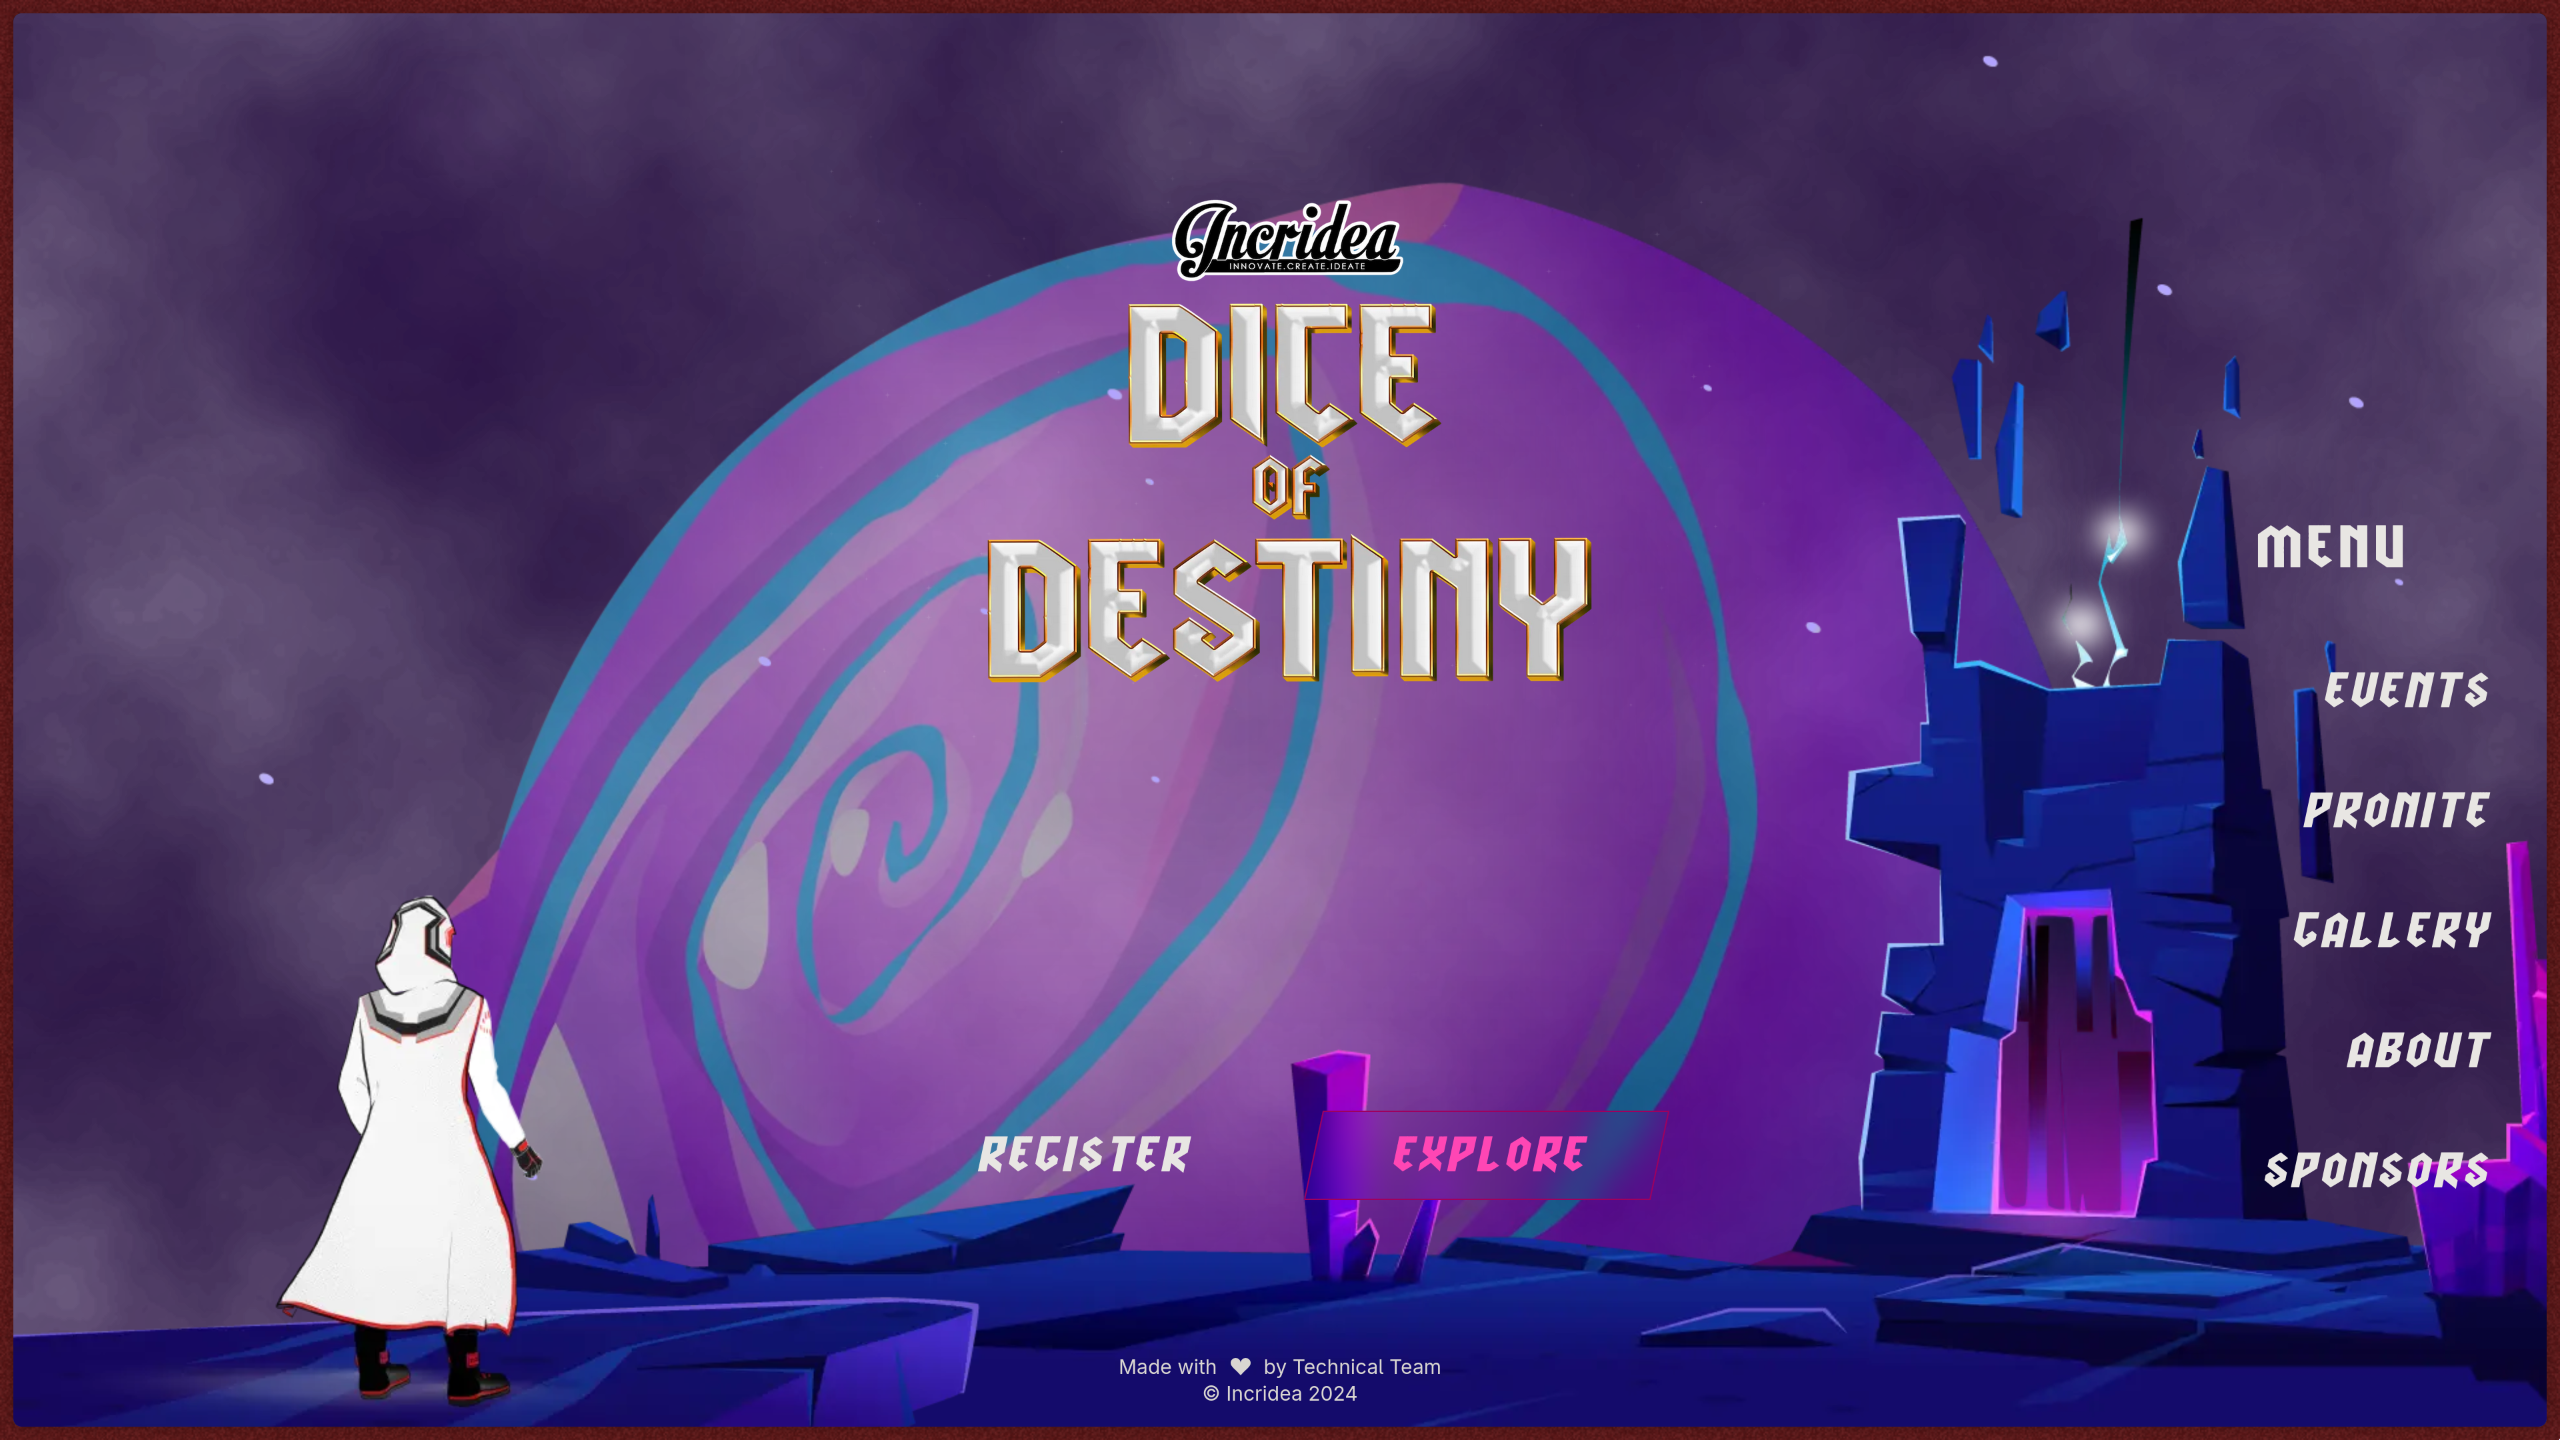 Incridea
INNOVATE.CREATE.IDEATE
DICE
OF
DESTINY
MENU
EVENTS
PRONITE
GALLERY
ABOUT
SPONSORS
REGISTER
EXPLORE
Made with ♥ by Technical Team
© Incridea 2024